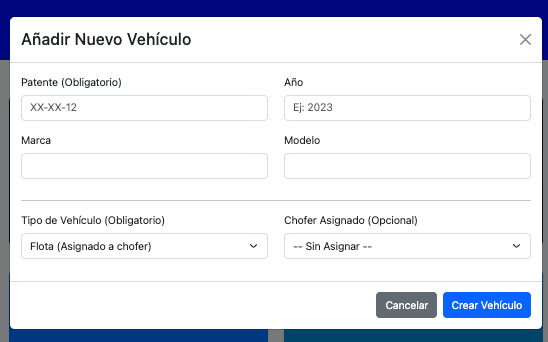 Añadir Nuevo Vehículo
Patente (Obligatorio) Año
XX-XX-12 Ej: 2023
Marca Modelo
Tipo de Vehículo (Obligatorio) Chofer Asignado (Opcional)
Flota (Asignado a chofer) -- Sin Asignar --
Cancelar Crear Vehículo